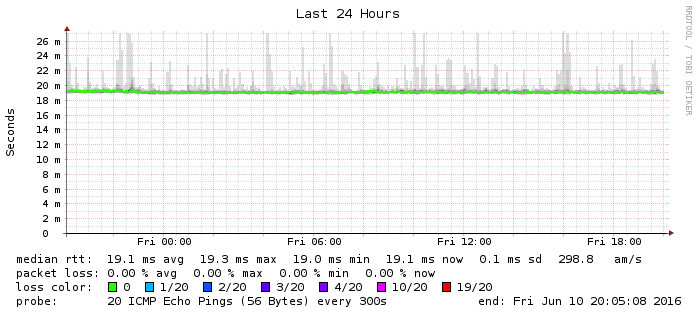 Last 24 Hours
RRDTOOL / TOBI OETIKER
Seconds
26 m
24 m
22 m
20 m
18 m
16 m
14 m
12 m
10 m
8 m
6 m
4 m
2 m
0
Fri 00:00 Fri 06:00 Fri 12:00 Fri 18:00
median rtt: 19.1 ms avg 19.3 ms max 19.0 ms min 19.1 ms now 0.1 ms sd 298.8 am/s
packet loss: 0.00 % avg 0.00 % max 0.00 % min 0.00 % now
loss color: 0 1/20 2/20 3/20 4/20 10/20 19/20
probe: 20 ICMP Echo Pings (56 Bytes) every 300s end: Fri Jun 10 20:05:08 2016